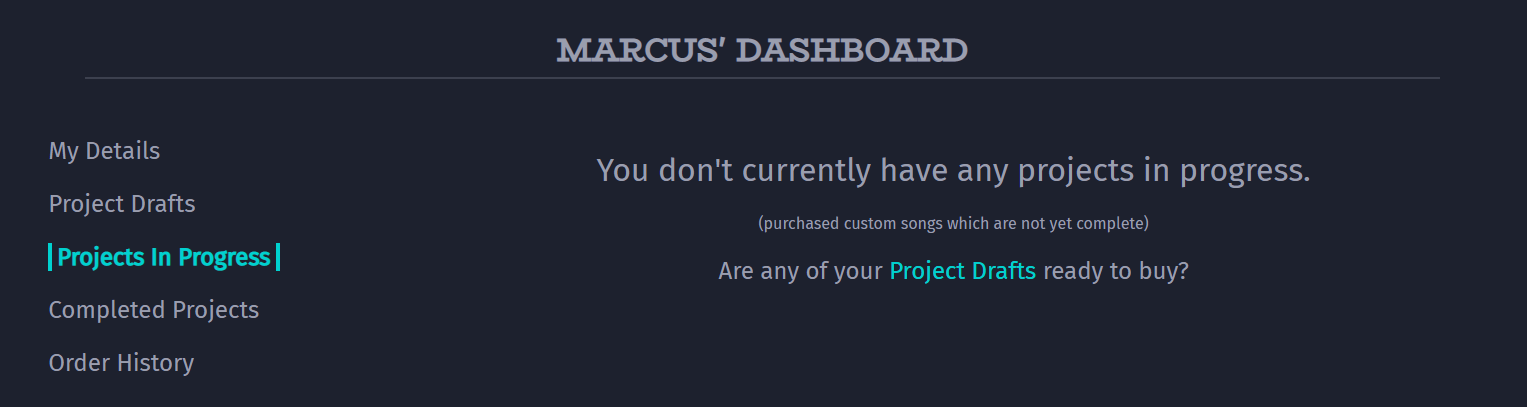 MARCUS' DASHBOARD
My Details
Project Drafts
Projects In Progress
Completed Projects
Order History
You don't currently have any projects in progress.
(purchased custom songs which are not yet complete)
Are any of your Project Drafts ready to buy?